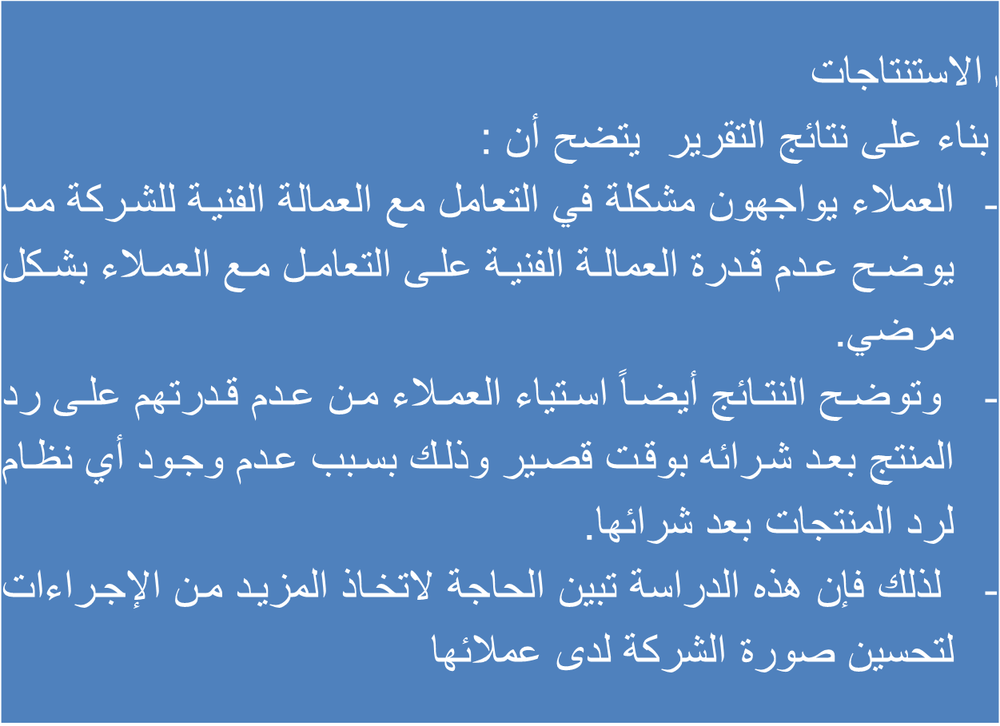 الاستنتاجات
بناء على نتائج التقرير يتضح أن :
- العملاء يواجهون مشكلة في التعامل مع العمالة الفنية للشركة مما
يوضح عدم قدرة العمالة الفنية على التعامل مع العملاء بشكل
مرضي.
- وتوضح النتائج أيضاً استياء العملاء من عدم قدرتهم على رد
المنتج بعد شرائه بوقت قصير وذلك بسبب عدم وجود أي نظام
لرد المنتجات بعد شرائها.
- لذلك فإن هذه الدراسة تبين الحاجة لاتخاذ المزيد من الإجراءات
لتحسين صورة الشركة لدى عملائها